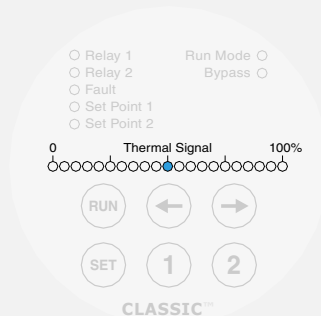 Relay 1 Run Mode
Relay 2 Bypass
Fault
Set Point 1
Set Point 2
0 Thermal Signal 100%
RUN
SET 1 2
CLASSIC™